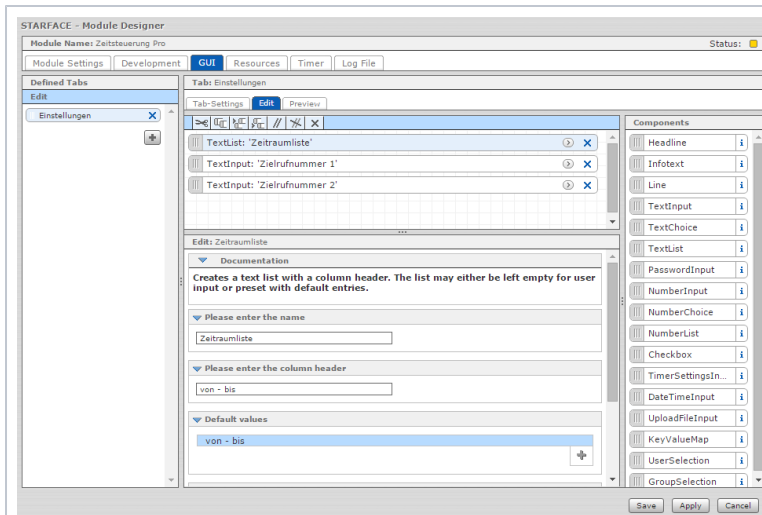 STARFACE - Module Designer
Module Name: Zeitsteuerung Pro
Status:
Module Settings
Development
GUI
Resources
Timer
Log File
Defined Tabs
Edit
Einstellungen
Tab: Einstellungen
Tab-Settings
Edit
Preview
TextList: 'Zeitraumliste'
TextInput: 'Zielrufnummer 1'
TextInput: 'Zielrufnummer 2'
Edit: Zeitraumliste
Documentation
Creates a text list with a column header. The list may either be left empty for user
input or preset with default entries.
Please enter the name
Zeitraumliste
Please enter the column header
von - bis
Default values
von - bis
Components
Headline
Infotext
Line
TextInput
TextChoice
TextList
PasswordInput
NumberInput
NumberChoice
NumberList
Checkbox
TimerSettingsIn...
DateTimeInput
UploadFileInput
KeyValueMap
UserSelection
GroupSelection
Save
Apply
Cancel